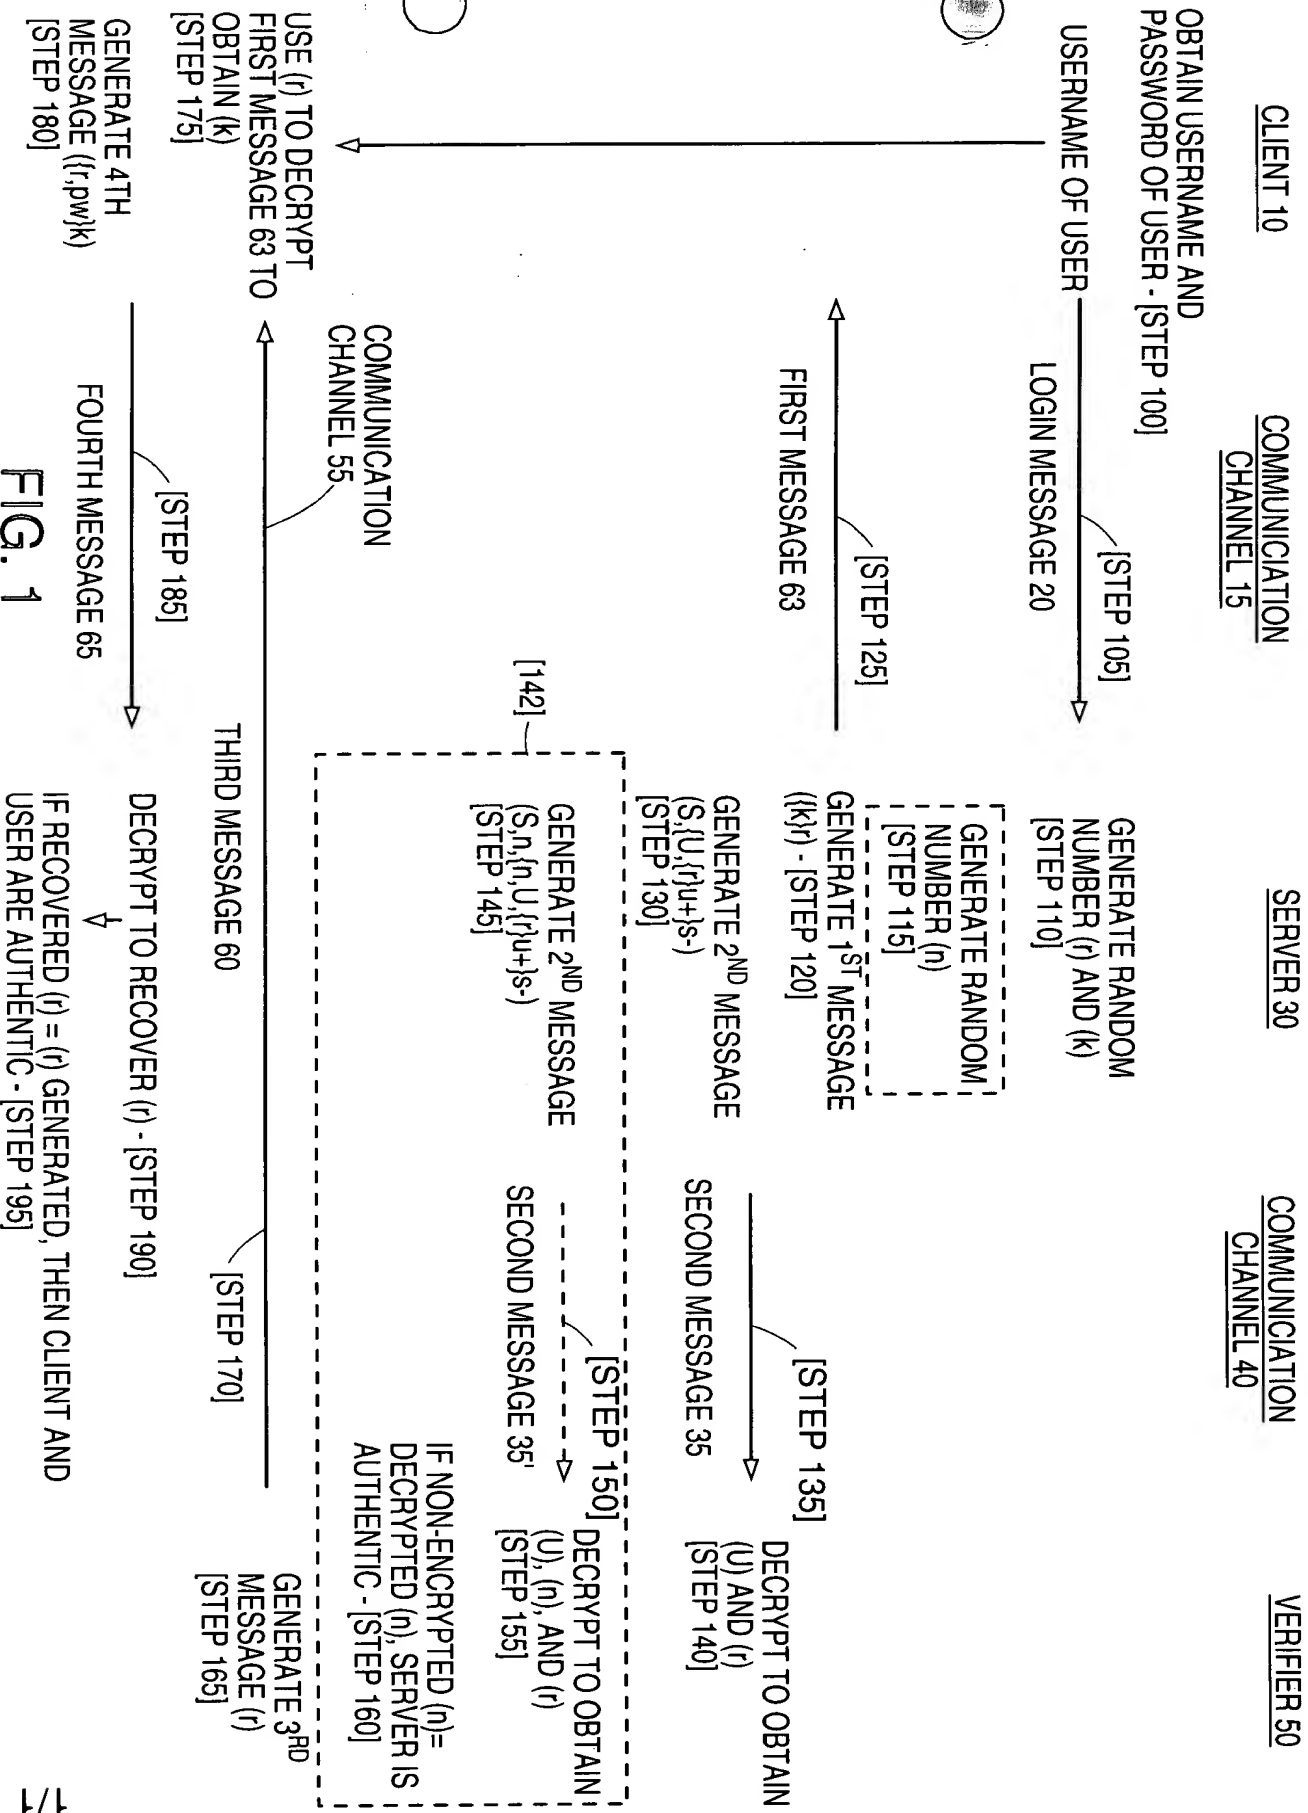 CLIENT 10
COMMUNICIATION
CHANNEL 15
SERVER 30
COMMUNICIATION
CHANNEL 40
VERIFIER 50
OBTAIN USERNAME AND
PASSWORD OF USER - [STEP 100]
USERNAME OF USER
[STEP 105]
LOGIN MESSAGE 20
GENERATE RANDOM
NUMBER (r) AND (k)
[STEP 110]
GENERATE RANDOM
NUMBER (n)
[STEP 115]
GENERATE 1ST MESSAGE
({k}r) - [STEP 120]
[STEP 125]
FIRST MESSAGE 63
GENERATE 2ND MESSAGE
(S,{U,{r}u+}s-)
[STEP 130]
[STEP 135]
SECOND MESSAGE 35
DECRYPT TO OBTAIN
(U) AND (r)
[STEP 140]
[142]
GENERATE 2ND MESSAGE
(S,n,{n,U,{r}u+}s-)
[STEP 145]
[STEP 150]
SECOND MESSAGE 35'
DECRYPT TO OBTAIN
(U), (n), AND (r)
[STEP 155]
IF NON-ENCRYPTED (n)=
DECRYPTED (n), SERVER IS
AUTHENTIC - [STEP 160]
GENERATE 3RD
MESSAGE (r)
[STEP 165]
[STEP 170]
THIRD MESSAGE 60
COMMUNICATION
CHANNEL 55
USE (r) TO DECRYPT
FIRST MESSAGE 63 TO
OBTAIN (k)
[STEP 175]
GENERATE 4TH
MESSAGE ({r,pw}k)
[STEP 180]
[STEP 185]
FOURTH MESSAGE 65
DECRYPT TO RECOVER (r) - [STEP 190]
IF RECOVERED (r) = (r) GENERATED, THEN CLIENT AND
USER ARE AUTHENTIC - [STEP 195]
FIG. 1
1/1